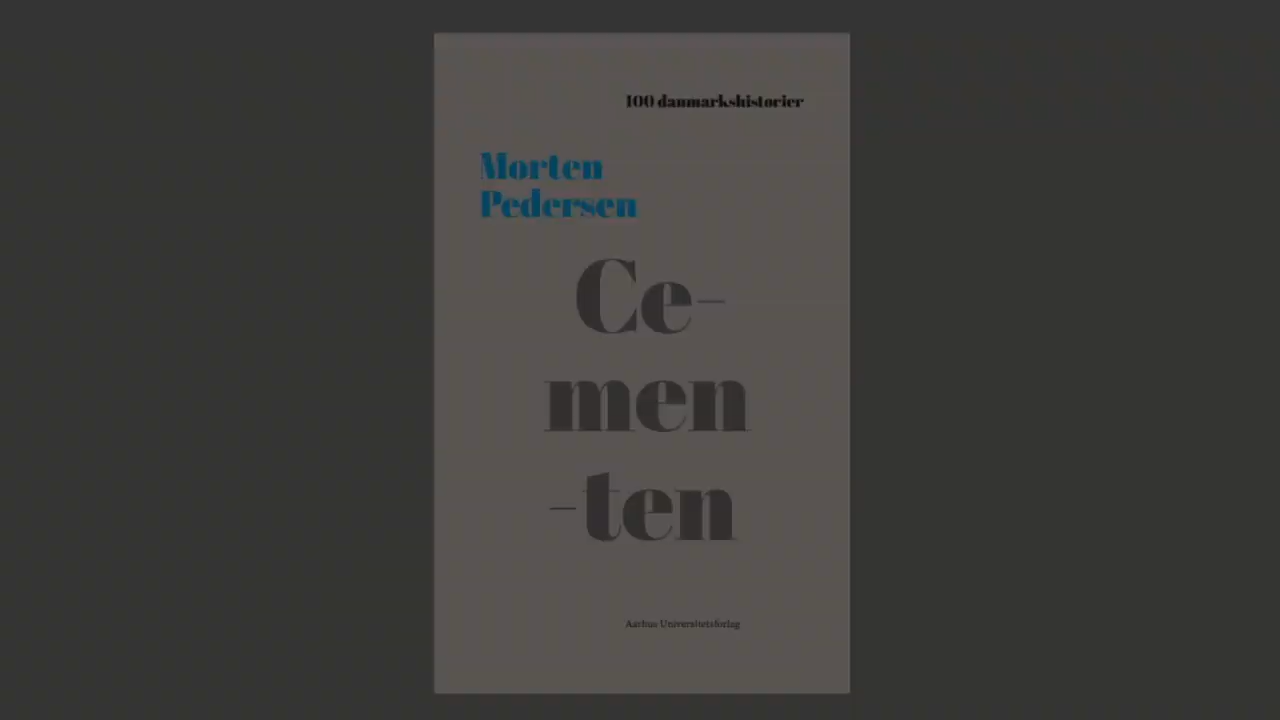 100 danmarkshistorier
Morten
Pedersen
Ce-
men
-ten
Aarhus Universitetsforlag